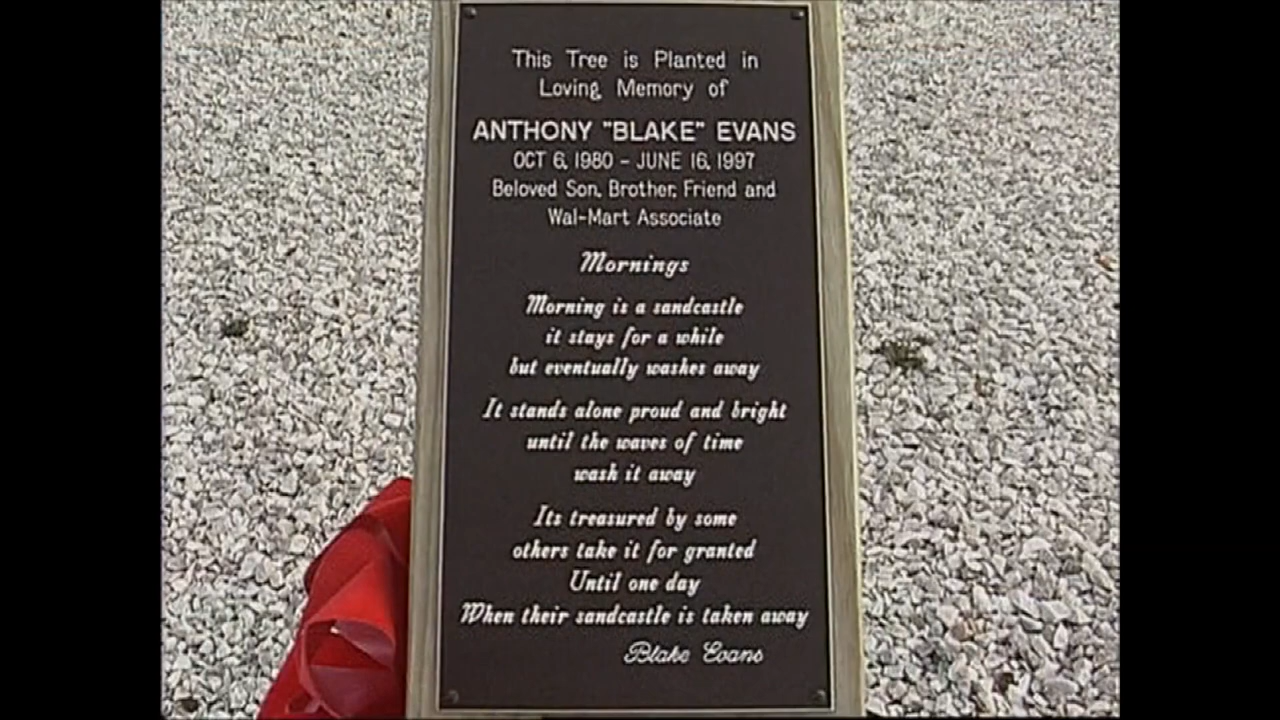 This Tree is Planted in
Loving Memory of
ANTHONY "BLAKE" EVANS
OCT 6, 1980 - JUNE 16, 1997
Beloved Son, Brother, Friend and
Wal-Mart Associate
Mornings
Morning is a sandcastle
it stays for a while
but eventually washes away
It stands alone proud and bright
until the waves of time
wash it away
Its treasured by some
others take it for granted
Until one day
When their sandcastle is taken away
Blake Evans